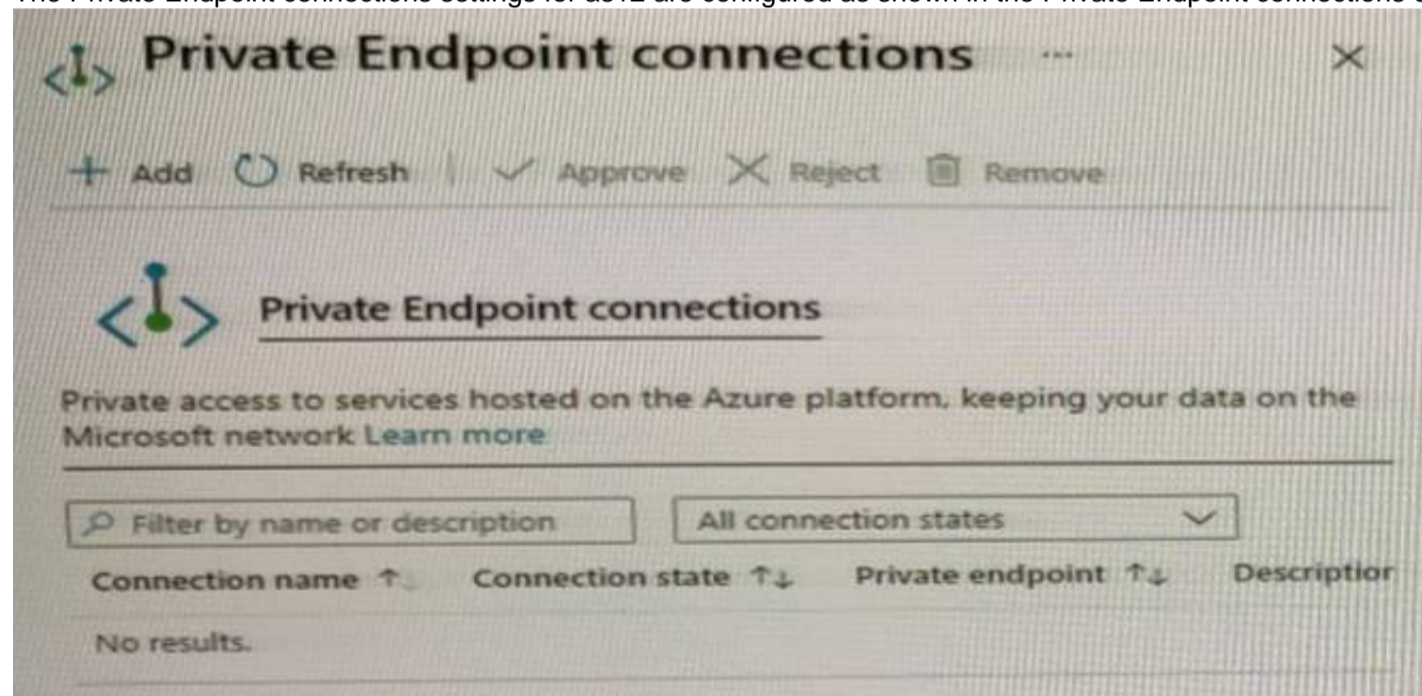 Private Endpoint connections ...
Add Refresh Approve Reject Remove
Private Endpoint connections
Private access to services hosted on the Azure platform, keeping your data on the
Microsoft network Learn more
Filter by name or description All connection states
Connection name Connection state Private endpoint Descriptior
No results.